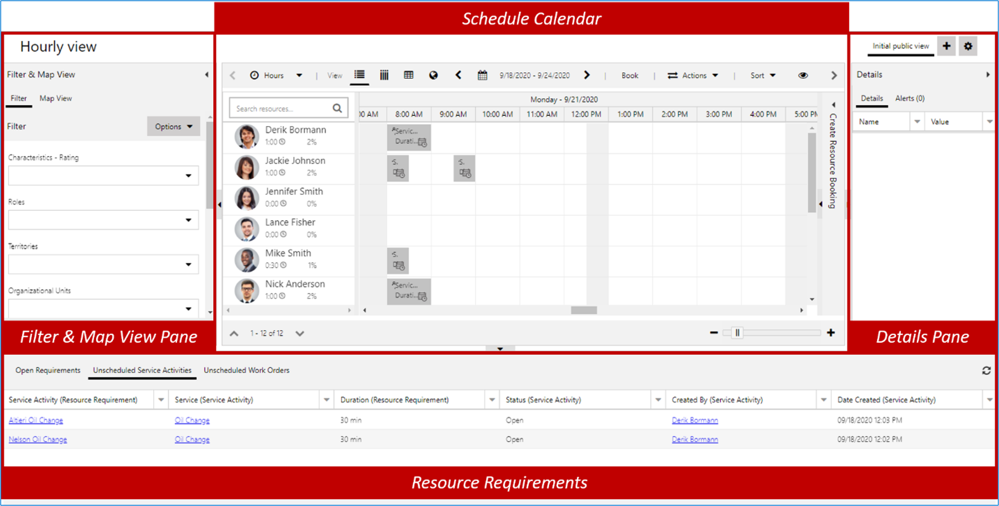 Schedule Calendar
Hourly view
Initial public view
Filter & Map View
Filter Map View
Filter Options
Characteristics - Rating
Roles
Territories
Organizational Units
Filter & Map View Pane
Hours | View 9/18/2020 - 9/24/2020 | Book | Actions | Sort
Search resources...
Monday - 9/21/2020
00 AM 8:00 AM 9:00 AM 10:00 AM 11:00 AM 12:00 PM 1:00 PM 2:00 PM 3:00 PM 4:00 PM 5:00 PM
Derik Bormann
1:00 2%
Servic...
Durati...
Jackie Johnson
1:00 2%
S. S.
Jennifer Smith
0:00 0%
Lance Fisher
0:00 0%
Mike Smith
0:30 1%
S.
Nick Anderson
1:00 2%
Servic...
Durati...
1 - 12 of 12
Create Resource Booking
Details
Details Alerts (0)
Name Value
Details Pane
Open Requirements Unscheduled Service Activities Unscheduled Work Orders
Service Activity (Resource Requirement) Service (Service Activity) Duration (Resource Requirement) Status (Service Activity) Created By (Service Activity) Date Created (Service Activity)
Altieri Oil Change Oil Change 30 min Open Derik Bormann 09/18/2020 12:03 PM
Nelson Oil Change Oil Change 30 min Open Derik Bormann 09/18/2020 12:02 PM
Resource Requirements